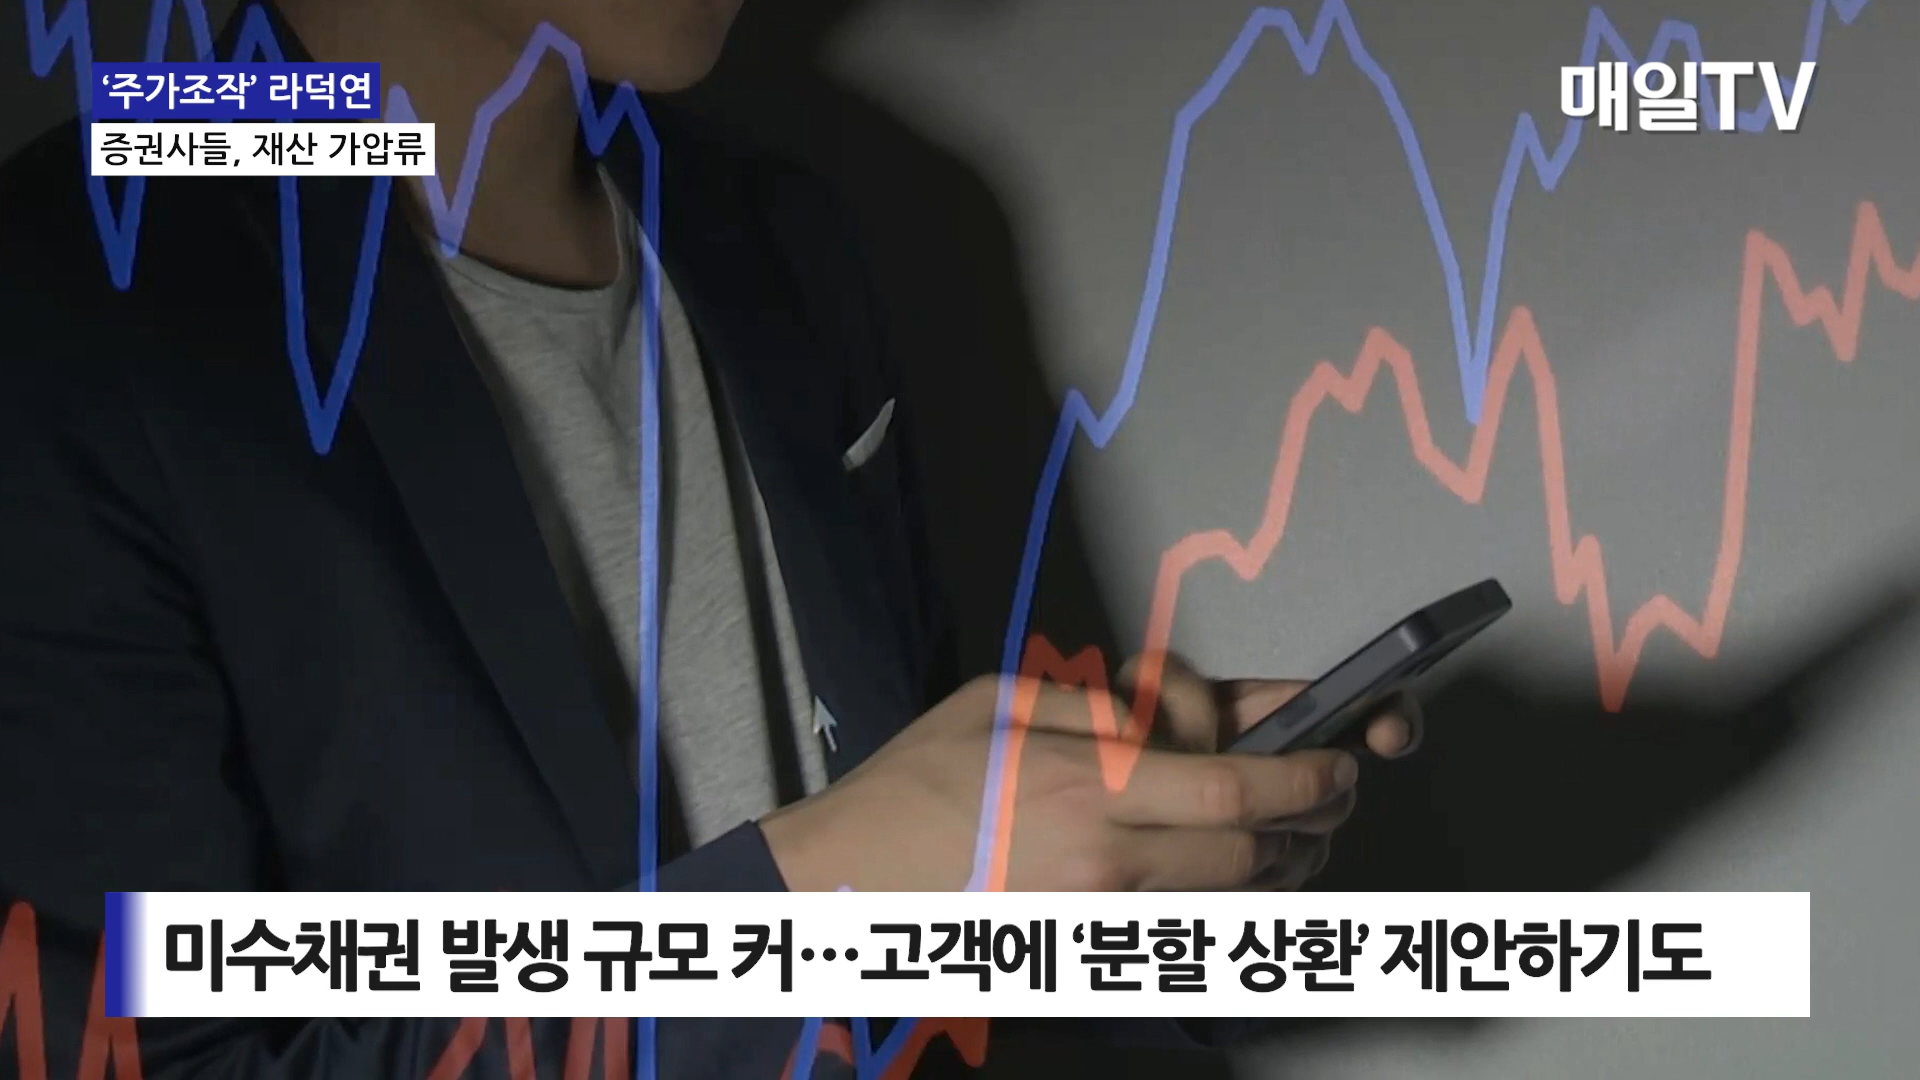 ‘주가조작’ 라덕연
증권사들, 재산 가압류
매일TV
미수채권 발생 규모 커…고객에 ‘분할 상환’ 제안하기도